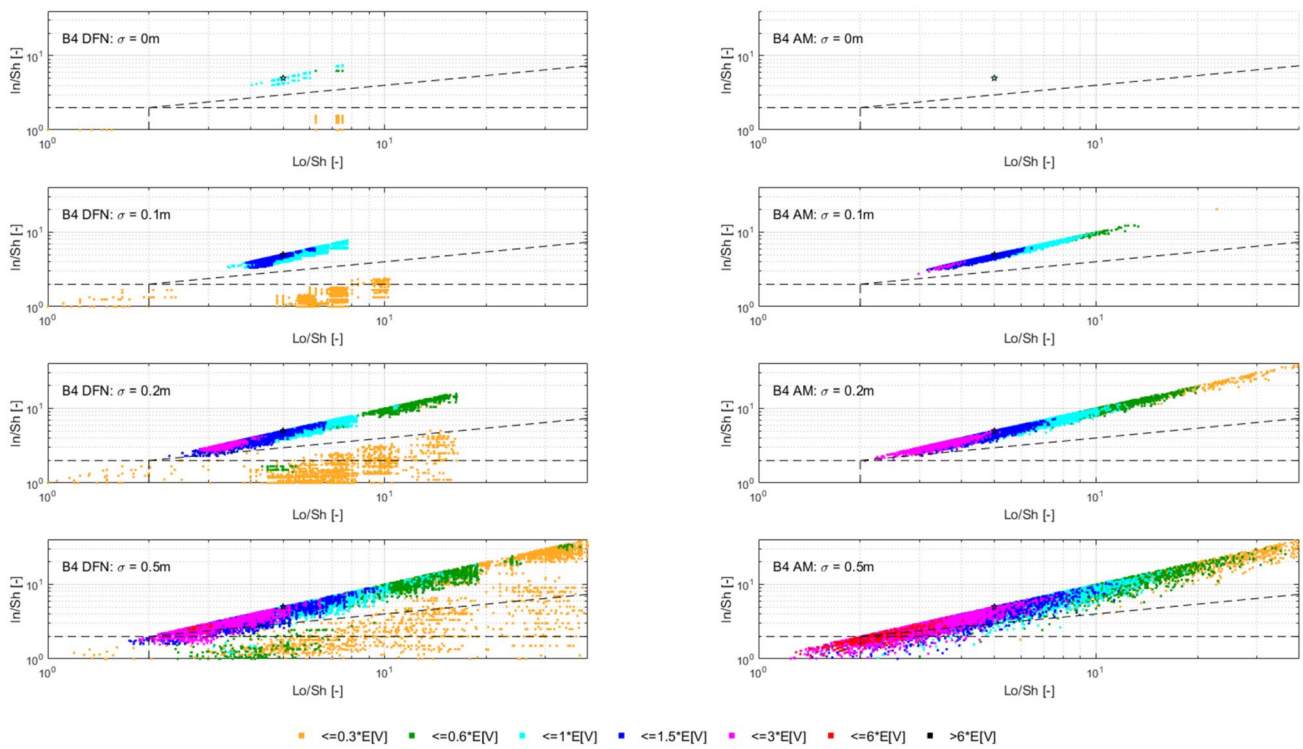 B4 DFN: σ = 0m
In/Sh [-]
10^1
10^0
10^0
10^1
Lo/Sh [-]
B4 AM: σ = 0m
In/Sh [-]
10^1
10^0
10^0
10^1
Lo/Sh [-]
B4 DFN: σ = 0.1m
In/Sh [-]
10^1
10^0
10^0
10^1
Lo/Sh [-]
B4 AM: σ = 0.1m
In/Sh [-]
10^1
10^0
10^0
10^1
Lo/Sh [-]
B4 DFN: σ = 0.2m
In/Sh [-]
10^1
10^0
10^0
10^1
Lo/Sh [-]
B4 AM: σ = 0.2m
In/Sh [-]
10^1
10^0
10^0
10^1
Lo/Sh [-]
B4 DFN: σ = 0.5m
In/Sh [-]
10^1
10^0
10^0
10^1
Lo/Sh [-]
B4 AM: σ = 0.5m
In/Sh [-]
10^1
10^0
10^0
10^1
Lo/Sh [-]
<=0.3*E[V] <=0.6*E[V] <=1*E[V] <=1.5*E[V] <=3*E[V] <=6*E[V] >6*E[V]